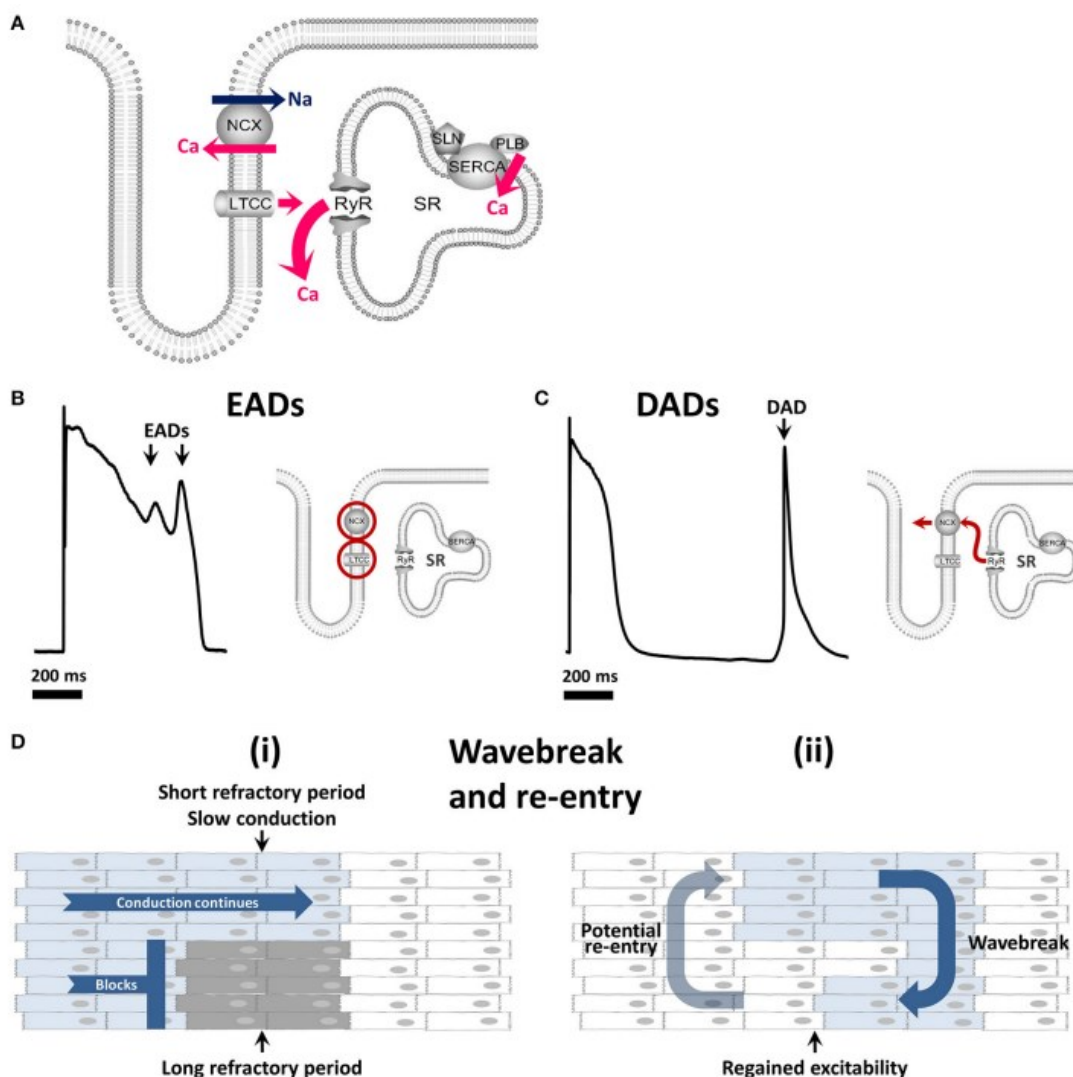 A
Na
NCX
Ca
LTCC
RyR
SR
SLN
PLB
SERCA
Ca
Ca
B
EADs
EADs
NCX
LTCC
RyR
SR
SERCA
200 ms
C
DADs
DAD
NCX
LTCC
RyR
SR
SERCA
200 ms
D
(i)
Wavebreak
and re-entry
(ii)
Short refractory period
Slow conduction
Conduction continues
Blocks
Long refractory period
Potential
re-entry
Wavebreak
Regained excitability